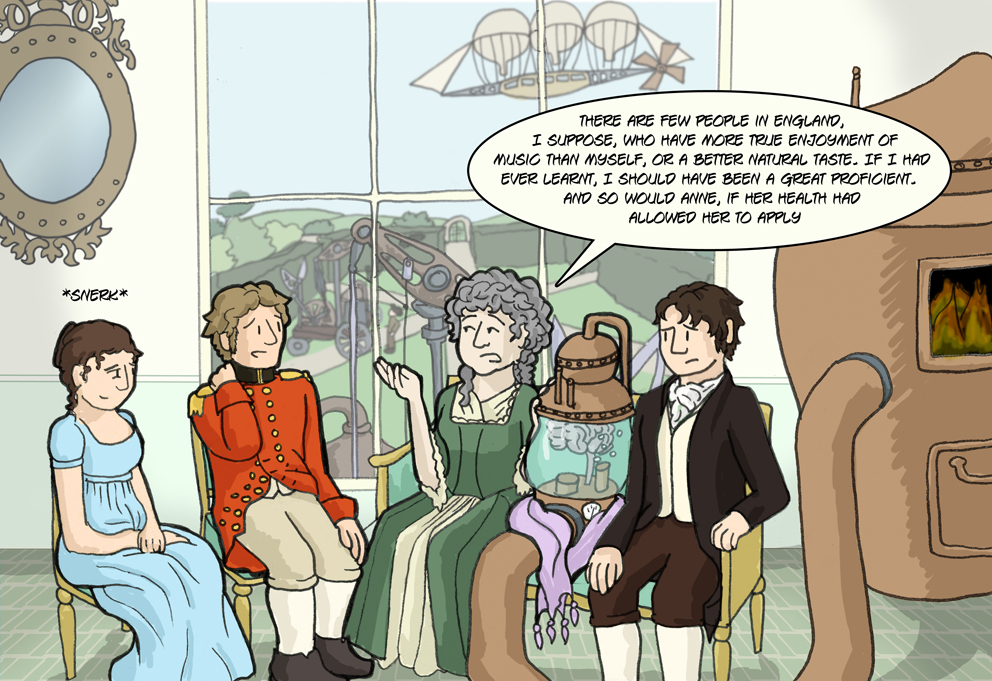 THERE ARE FEW PEOPLE IN ENGLAND,
I SUPPOSE, WHO HAVE MORE TRUE ENJOYMENT OF
MUSIC THAN MYSELF, OR A BETTER NATURAL TASTE. IF I HAD
EVER LEARNT, I SHOULD HAVE BEEN A GREAT PROFICIENT.
AND SO WOULD ANNE, IF HER HEALTH HAD
ALLOWED HER TO APPLY
*SNERK*